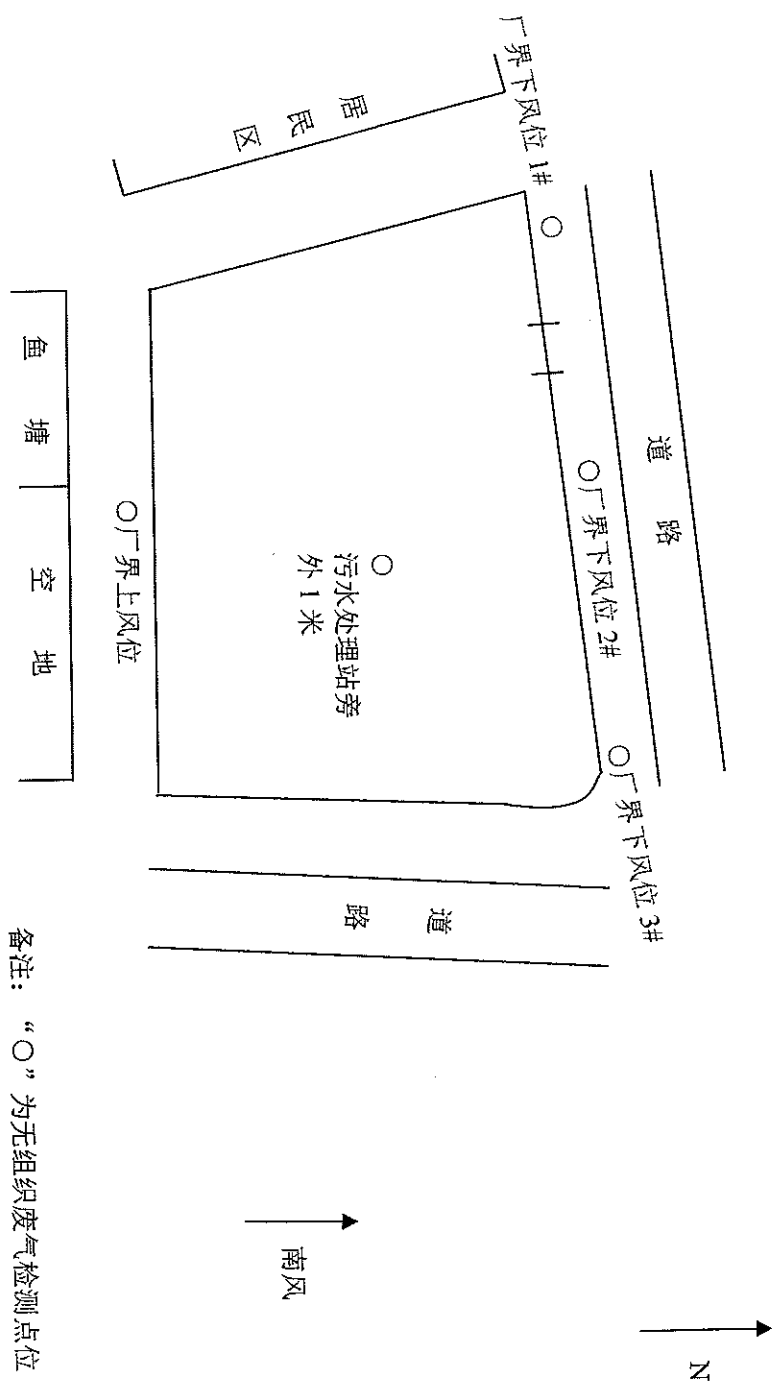 厂界下风位 1#
居民区
道路
厂界下风位 2#
厂界下风位 3#
污水处理站旁
外 1 米
厂界上风位
鱼塘
空地
道路
南风
N
备注：“○”为无组织废气检测点位